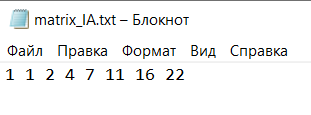 matrix_IA.txt – Блокнот
Файл Правка Формат Вид Справка
1 1 2 4 7 11 16 22